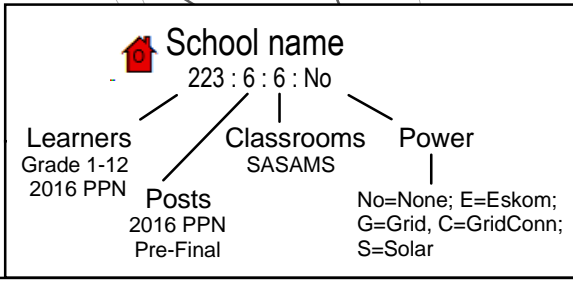 School name
223 : 6 : 6 : No
Learners
Grade 1-12
2016 PPN
Posts
2016 PPN
Pre-Final
Classrooms
SASAMS
Power
No=None; E=Eskom;
G=Grid, C=GridConn;
S=Solar